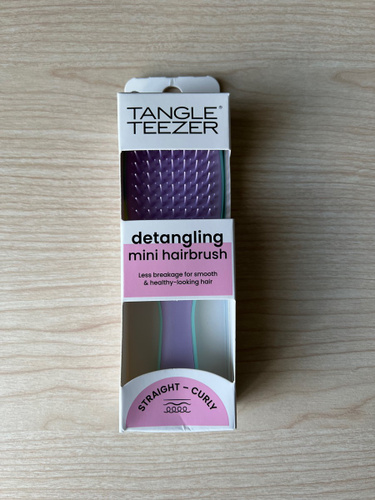 TANGLE®
TEEZER
detangling
mini hairbrush
Less breakage for smooth
& healthy-looking hair
STRAIGHT – CURLY